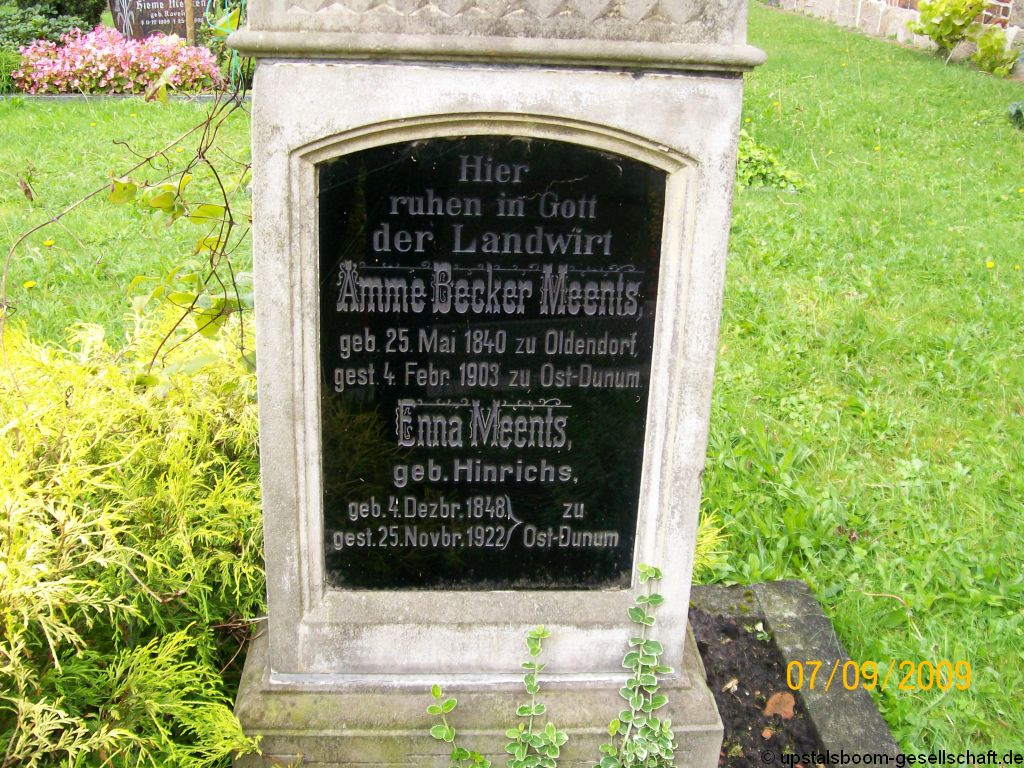 Hier
ruhen in Gott
der Landwirt
Amme Becker Meents,
geb. 25. Mai 1840 zu Oldendorf,
gest. 4. Febr. 1903 zu Ost-Dunum.
Enna Meents,
geb. Hinrichs,
geb. 4. Dezbr. 1848, } zu
gest. 25. Novbr. 1922 } Ost-Dunum
07/09/2009
© upstalsboom-gesellschaft.de